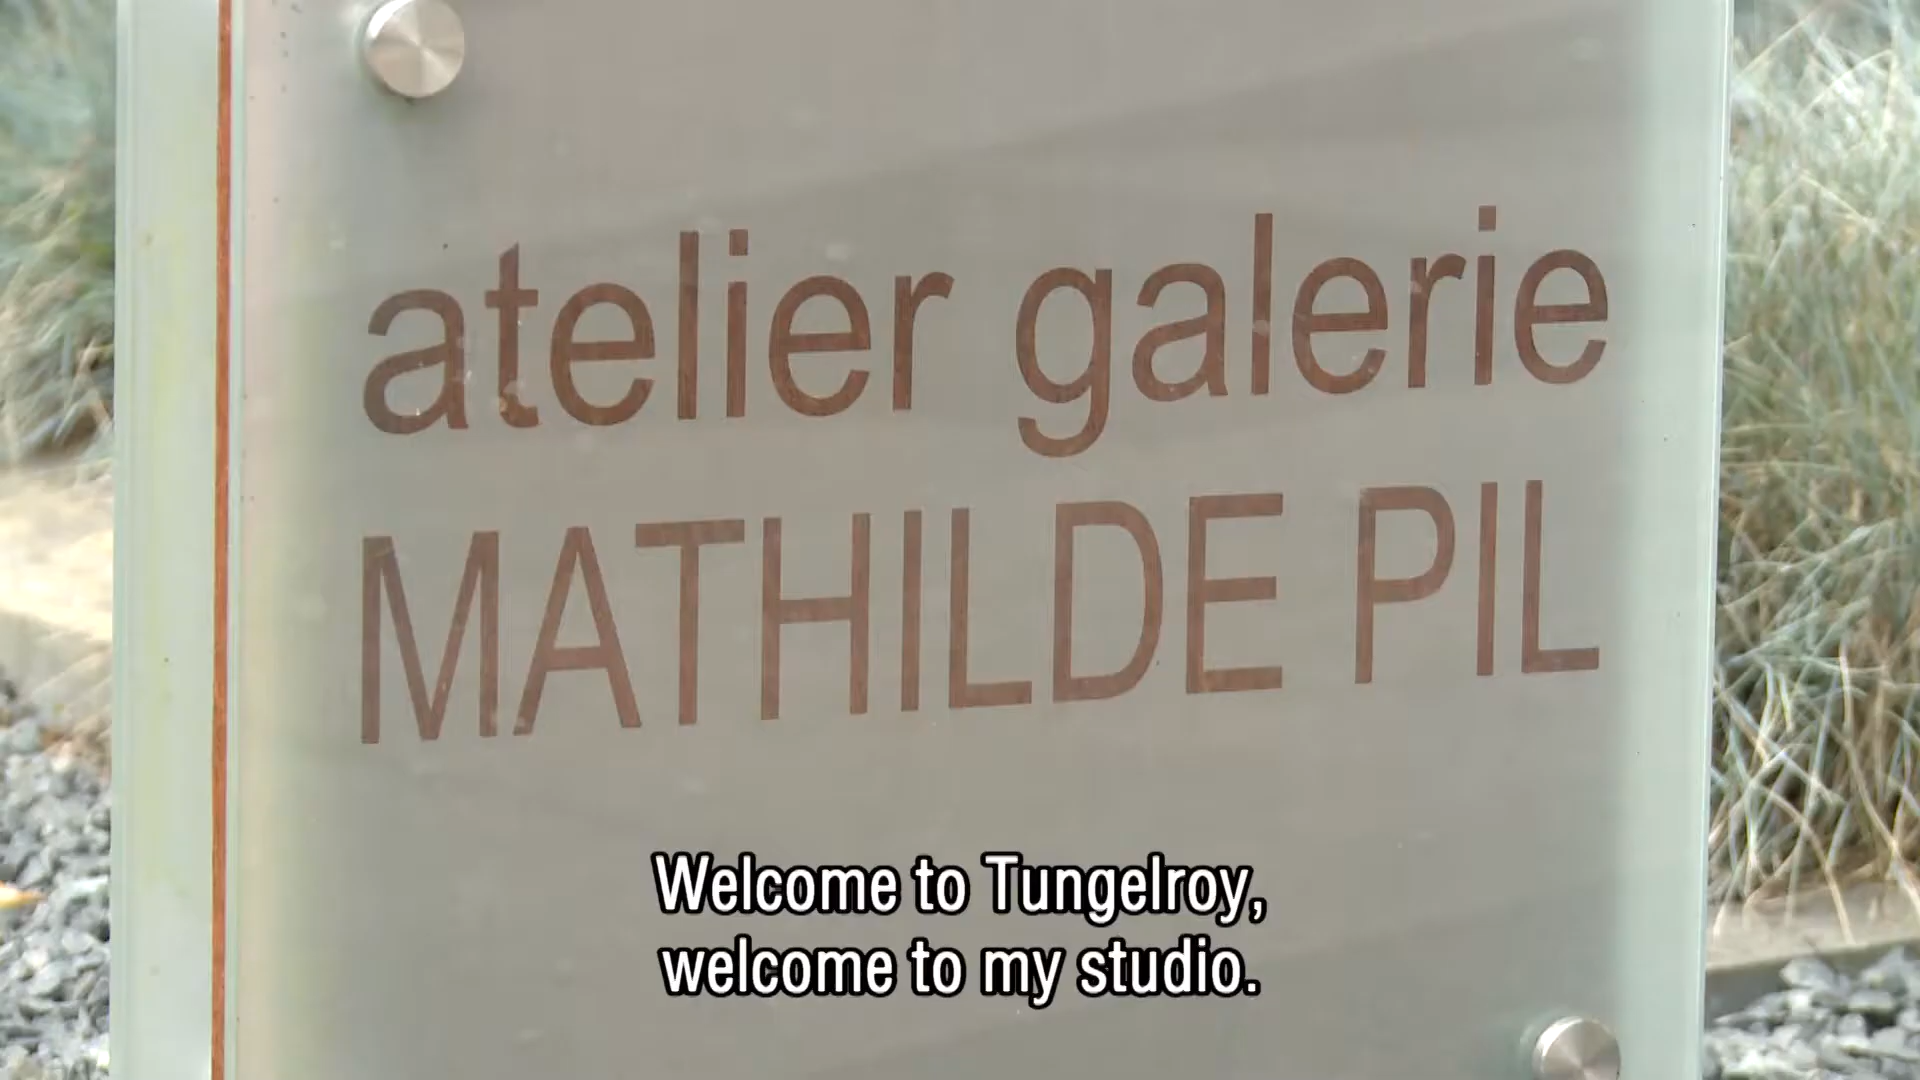 atelier galerie
MATHILDE PIL
Welcome to Tungelroy,
welcome to my studio.